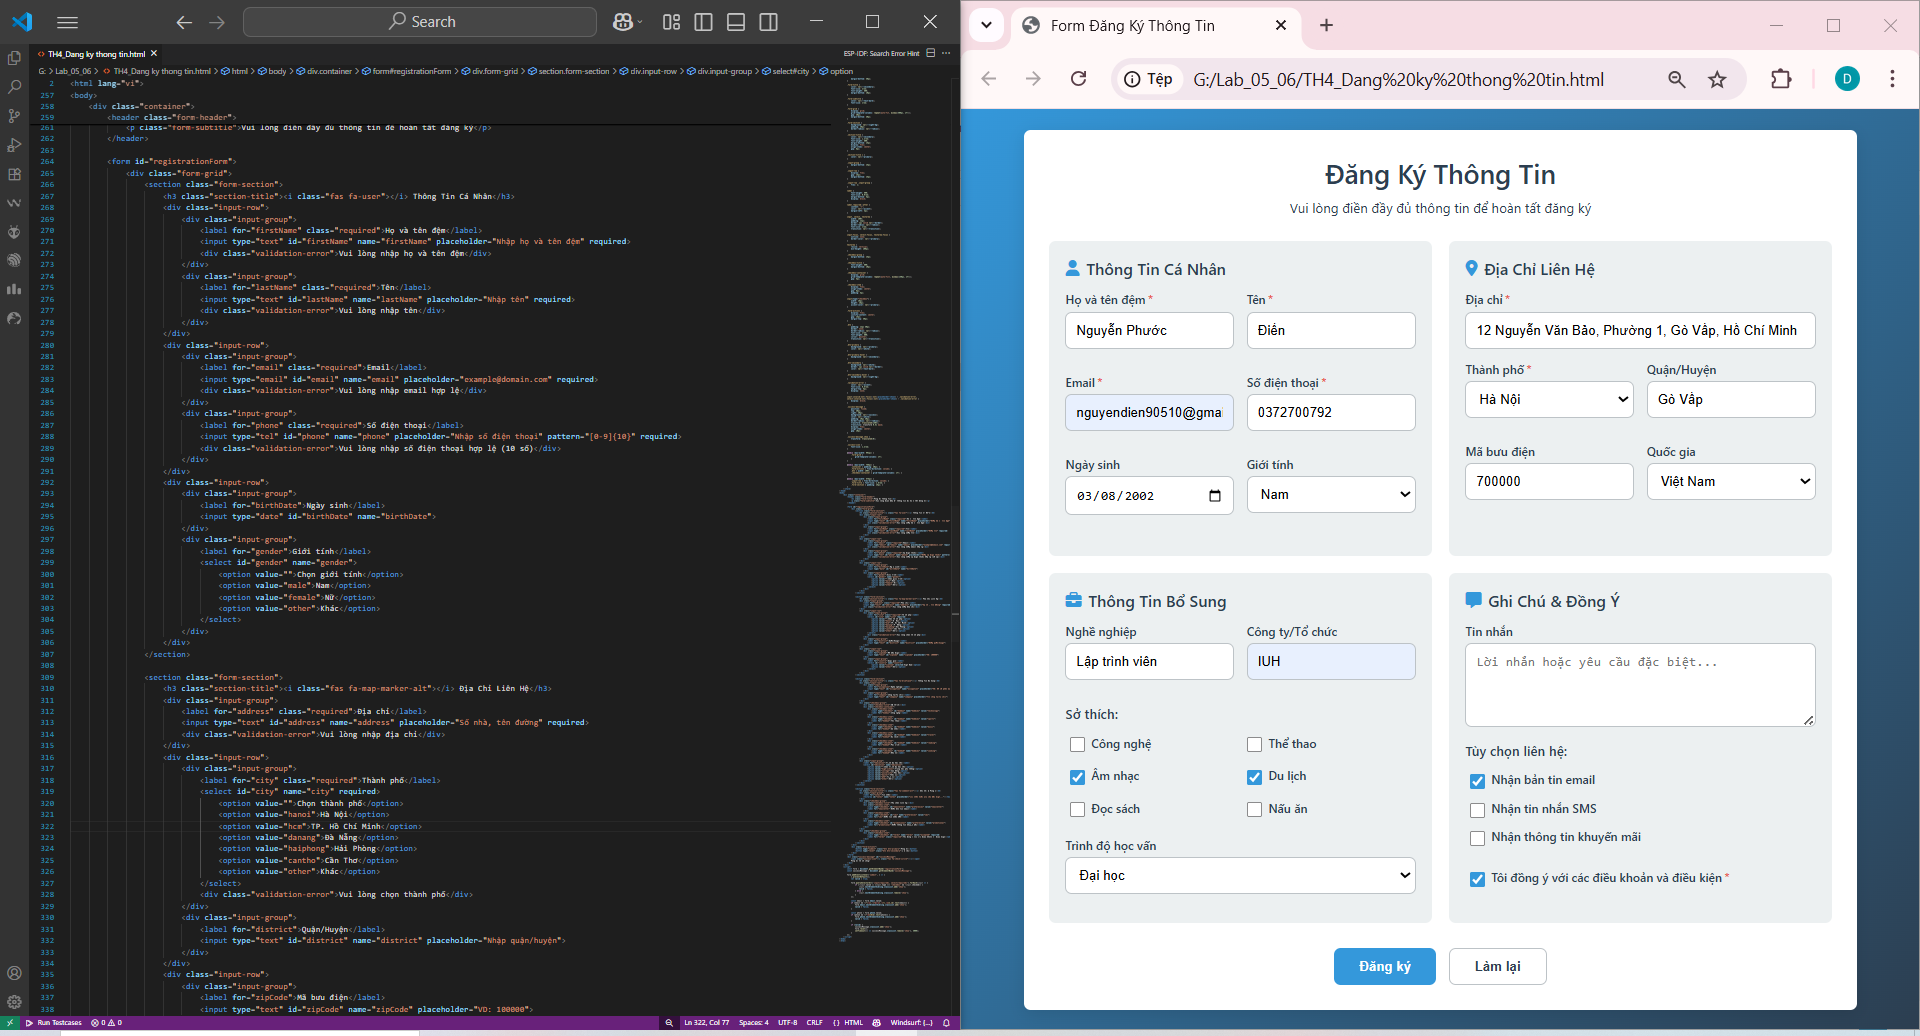 Search
TH4_Dang ky thong tin.html
ESP-IDF: Search Error Hint
G: > Lab_05_06 > TH4_Dang ky thong tin.html > html > body > div.container > form#registrationForm > div.form-grid > section.form-section > div.input-row > div.input-group > select#city > option
2 <html lang="vi">
257 <body>
258 <div class="container">
259 <header class="form-header">
261 <p class="form-subtitle">Vui lòng điền đầy đủ thông tin để hoàn tất đăng ký</p>
262 </header>
263
264 <form id="registrationForm">
265 <div class="form-grid">
266 <section class="form-section">
267 <h3 class="section-title"><i class="fas fa-user"></i> Thông Tin Cá Nhân</h3>
268 <div class="input-row">
269 <div class="input-group">
270 <label for="firstName" class="required">Họ và tên đệm</label>
271 <input type="text" id="firstName" name="firstName" placeholder="Nhập họ và tên đệm" required>
272 <div class="validation-error">Vui lòng nhập họ và tên đệm</div>
273 </div>
274 <div class="input-group">
275 <label for="lastName" class="required">Tên</label>
276 <input type="text" id="lastName" name="lastName" placeholder="Nhập tên" required>
277 <div class="validation-error">Vui lòng nhập tên</div>
278 </div>
279 </div>
280 <div class="input-row">
281 <div class="input-group">
282 <label for="email" class="required">Email</label>
283 <input type="email" id="email" name="email" placeholder="example@domain.com" required>
284 <div class="validation-error">Vui lòng nhập email hợp lệ</div>
285 </div>
286 <div class="input-group">
287 <label for="phone" class="required">Số điện thoại</label>
288 <input type="tel" id="phone" name="phone" placeholder="Nhập số điện thoại" pattern="[0-9]{10}" required>
289 <div class="validation-error">Vui lòng nhập số điện thoại hợp lệ (10 số)</div>
290 </div>
291 </div>
292 <div class="input-row">
293 <div class="input-group">
294 <label for="birthDate">Ngày sinh</label>
295 <input type="date" id="birthDate" name="birthDate">
296 </div>
297 <div class="input-group">
298 <label for="gender">Giới tính</label>
299 <select id="gender" name="gender">
300 <option value="">Chọn giới tính</option>
301 <option value="male">Nam</option>
302 <option value="female">Nữ</option>
303 <option value="other">Khác</option>
304 </select>
305 </div>
306 </div>
307 </section>
308
309 <section class="form-section">
310 <h3 class="section-title"><i class="fas fa-map-marker-alt"></i> Địa Chỉ Liên Hệ</h3>
311 <div class="input-group">
312 <label for="address" class="required">Địa chỉ</label>
313 <input type="text" id="address" name="address" placeholder="Số nhà, tên đường" required>
314 <div class="validation-error">Vui lòng nhập địa chỉ</div>
315 </div>
316 <div class="input-row">
317 <div class="input-group">
318 <label for="city" class="required">Thành phố</label>
319 <select id="city" name="city" required>
320 <option value="">Chọn thành phố</option>
321 <option value="hanoi">Hà Nội</option>
322 <option value="hcm">TP. Hồ Chí Minh</option>
323 <option value="danang">Đà Nẵng</option>
324 <option value="haiphong">Hải Phòng</option>
325 <option value="cantho">Cần Thơ</option>
326 <option value="other">Khác</option>
327 </select>
328 <div class="validation-error">Vui lòng chọn thành phố</div>
329 </div>
330 <div class="input-group">
331 <label for="district">Quận/Huyện</label>
332 <input type="text" id="district" name="district" placeholder="Nhập quận/huyện">
333 </div>
334 </div>
335 <div class="input-row">
336 <div class="input-group">
337 <label for="zipCode">Mã bưu điện</label>
338 <input type="text" id="zipCode" name="zipCode" placeholder="VD: 100000">
Run Testcases 0 0 Ln 322, Col 77 Spaces: 4 UTF-8 CRLF {} HTML Windsurf: {...}
Form Đăng Ký Thông Tin
Tệp G:/Lab_05_06/TH4_Dang%20ky%20thong%20tin.html D
Đăng Ký Thông Tin
Vui lòng điền đầy đủ thông tin để hoàn tất đăng ký
Thông Tin Cá Nhân
Họ và tên đệm * Tên *
Nguyễn Phước Điền
Email * Số điện thoại *
nguyendien90510@gmai 0372700792
Ngày sinh Giới tính
03/08/2002 Nam
Địa Chỉ Liên Hệ
Địa chỉ *
12 Nguyễn Văn Bảo, Phường 1, Gò Vấp, Hồ Chí Minh
Thành phố * Quận/Huyện
Hà Nội Gò Vấp
Mã bưu điện Quốc gia
700000 Việt Nam
Thông Tin Bổ Sung
Nghề nghiệp Công ty/Tổ chức
Lập trình viên IUH
Sở thích:
Công nghệ Thể thao
Âm nhạc Du lịch
Đọc sách Nấu ăn
Trình độ học vấn
Đại học
Ghi Chú & Đồng Ý
Tin nhắn
Lời nhắn hoặc yêu cầu đặc biệt...
Tùy chọn liên hệ:
Nhận bản tin email
Nhận tin nhắn SMS
Nhận thông tin khuyến mãi
Tôi đồng ý với các điều khoản và điều kiện *
Đăng ký Làm lại